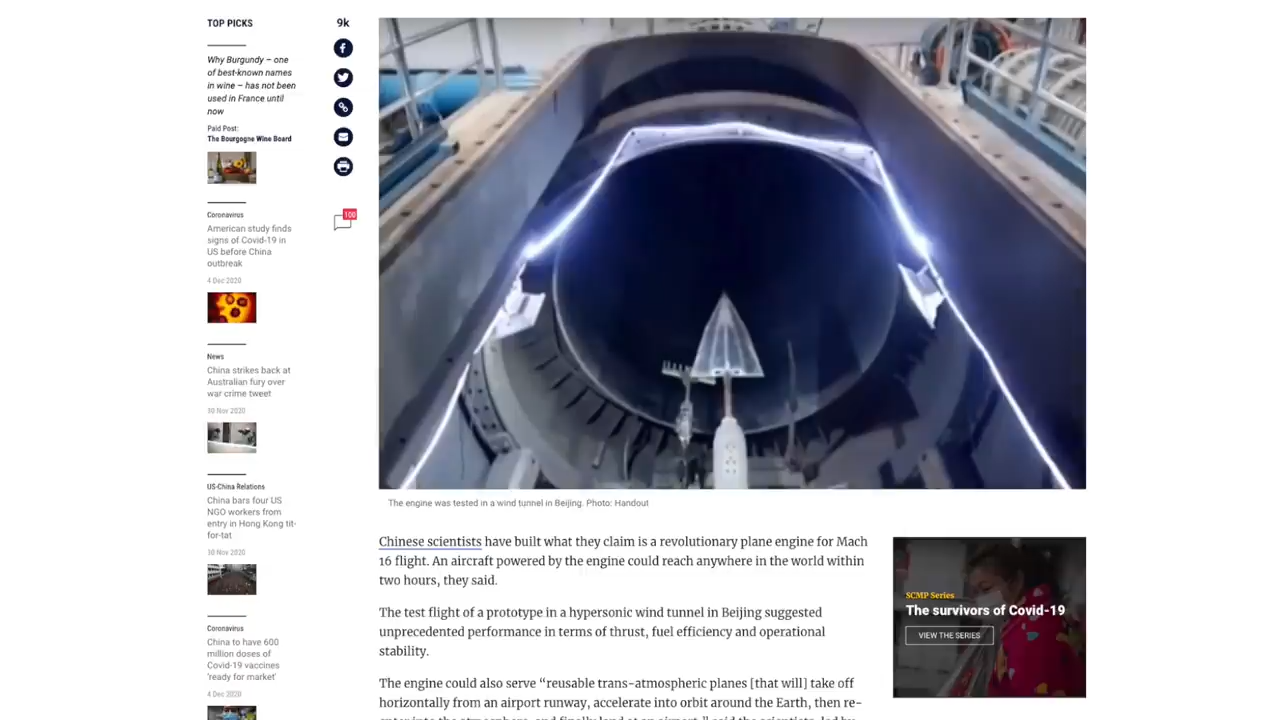 TOP PICKS
Why Burgundy – one
of best-known names
in wine – has not been
used in France until
now
Paid Post:
The Bourgogne Wine Board
Coronavirus
American study finds
signs of Covid-19 in
US before China
outbreak
4 Dec 2020
News
China strikes back at
Australian fury over
war crime tweet
30 Nov 2020
US-China Relations
China bars four US
NGO workers from
entry in Hong Kong tit-
for-tat
30 Nov 2020
Coronavirus
China to have 600
million doses of
Covid-19 vaccines
‘ready for market’
4 Dec 2020
9k
100
The engine was tested in a wind tunnel in Beijing. Photo: Handout
Chinese scientists have built what they claim is a revolutionary plane engine for Mach
16 flight. An aircraft powered by the engine could reach anywhere in the world within
two hours, they said.
The test flight of a prototype in a hypersonic wind tunnel in Beijing suggested
unprecedented performance in terms of thrust, fuel efficiency and operational
stability.
The engine could also serve “reusable trans-atmospheric planes [that will] take off
horizontally from an airport runway, accelerate into orbit around the Earth, then re-
SCMP Series
The survivors of Covid-19
VIEW THE SERIES